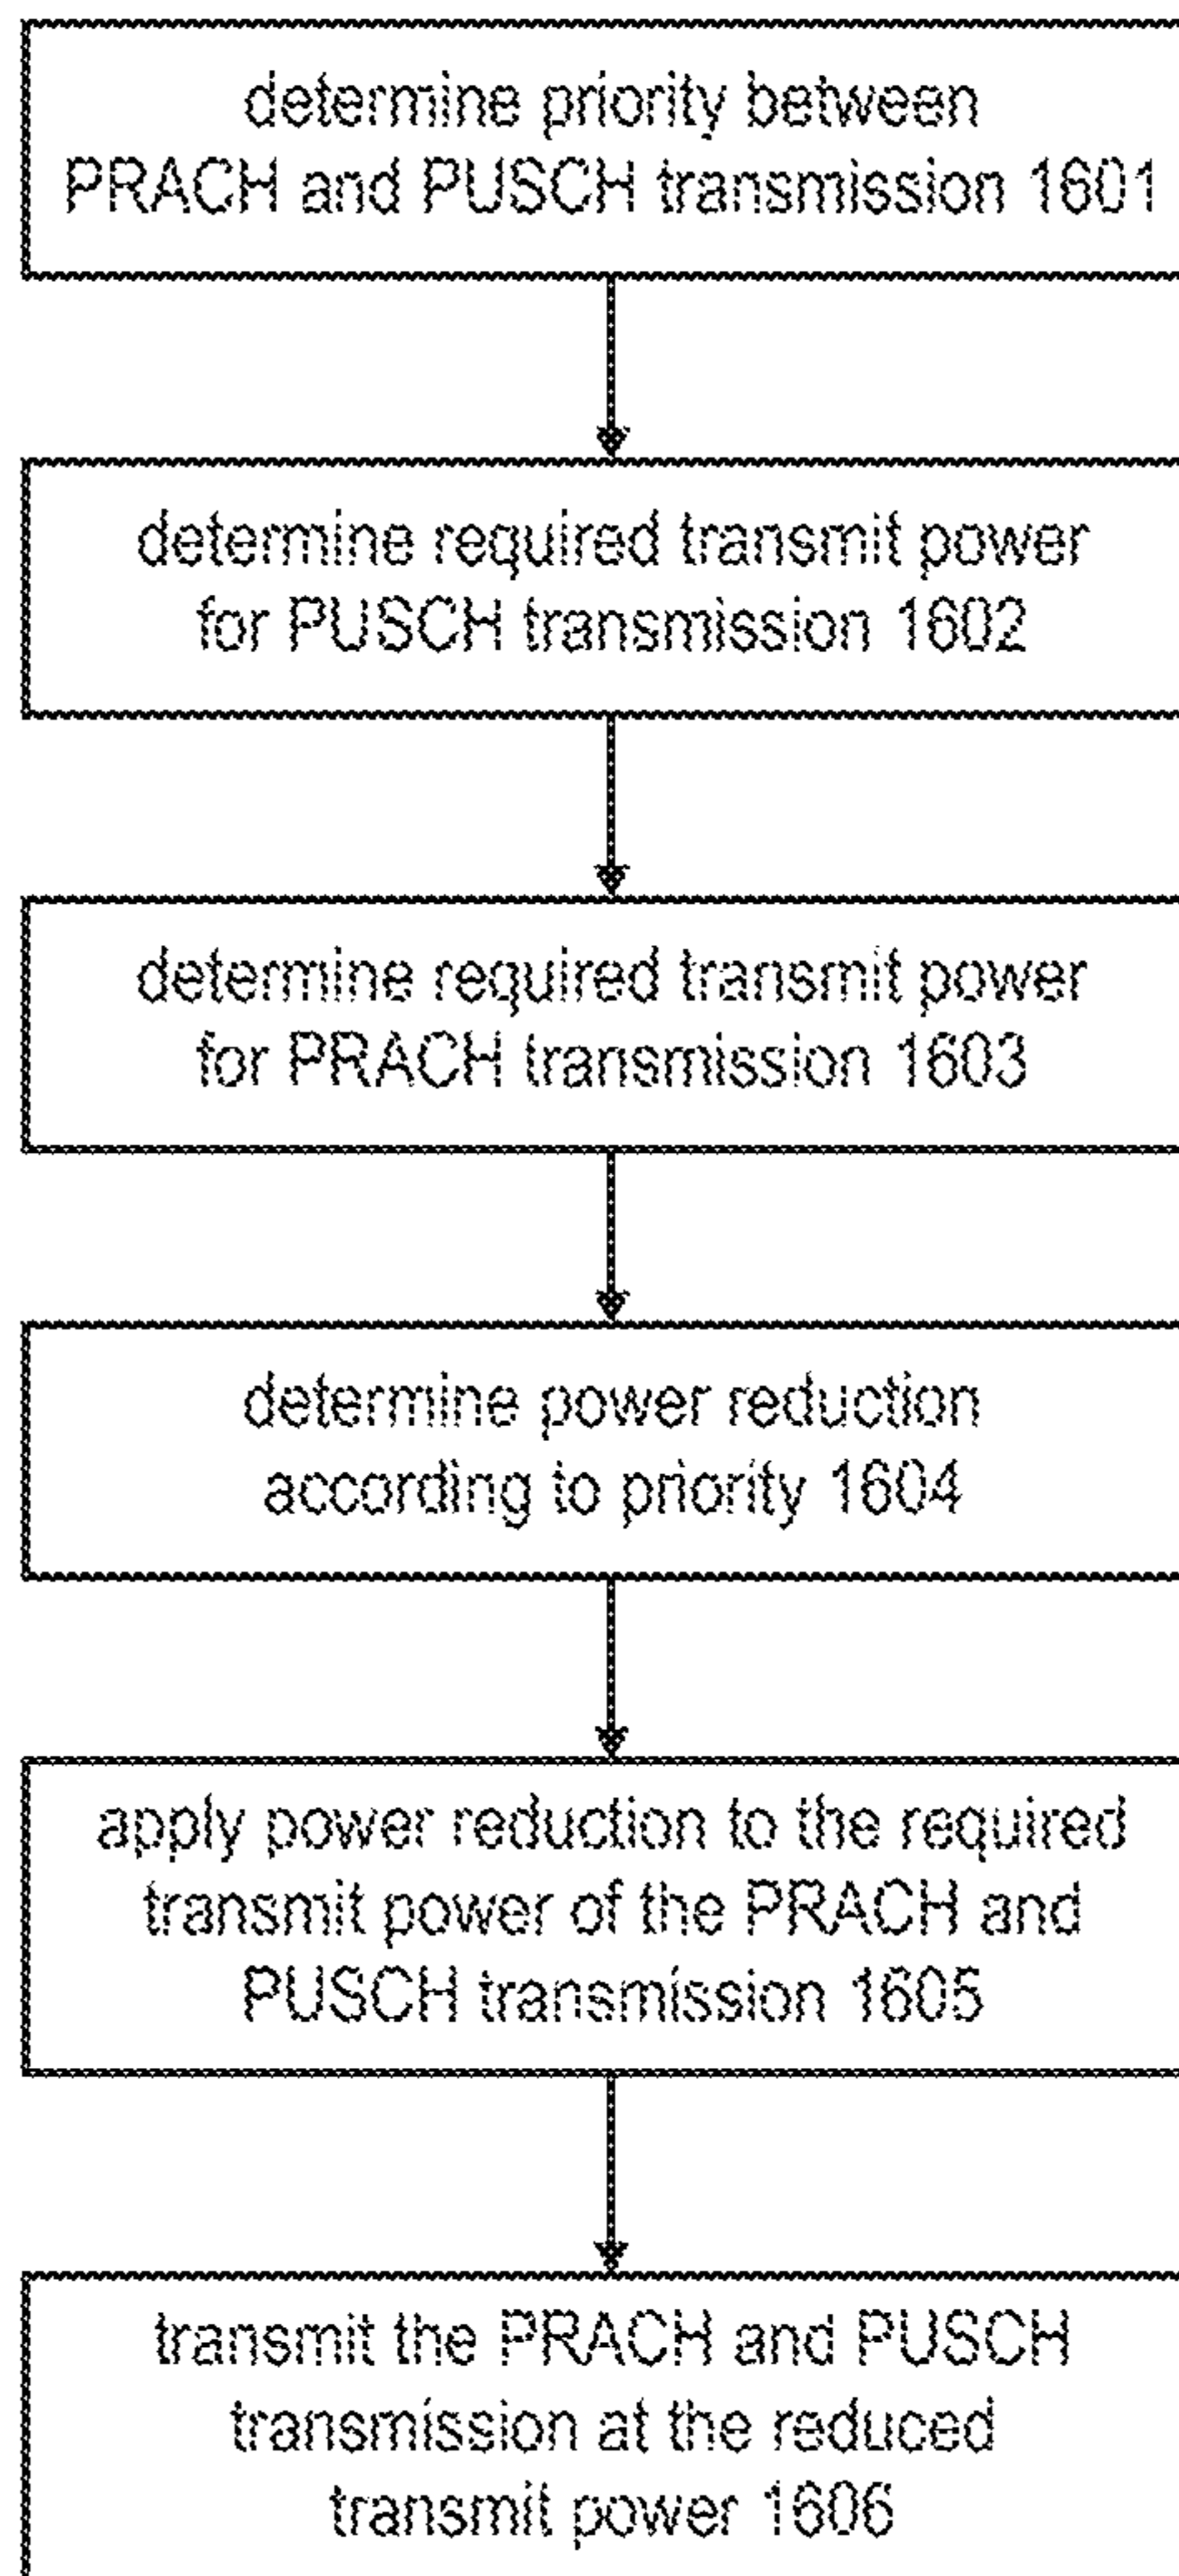 determine priority between
PRACH and PUSCH transmission 1601
determine required transmit power
for PUSCH transmission 1602
determine required transmit power
for PRACH transmission 1603
determine power reduction
according to priority 1604
apply power reduction to the required
transmit power of the PRACH and
PUSCH transmission 1605
transmit the PRACH and PUSCH
transmission at the reduced
transmit power 1606